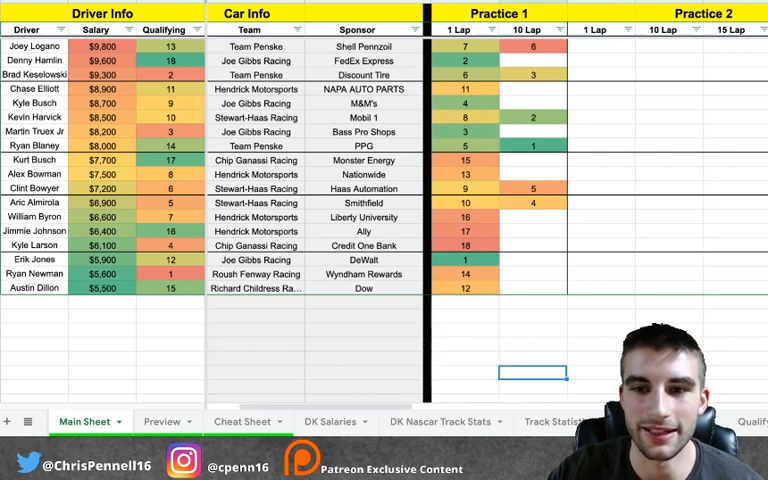 Driver Info Car Info Practice 1 Practice 2
Driver Salary Qualifying Team Sponsor 1 Lap 10 Lap 1 Lap 10 Lap 15 Lap
Joey Logano $9,800 13 Team Penske Shell Pennzoil 7 6
Denny Hamlin $9,600 18 Joe Gibbs Racing FedEx Express 2
Brad Keselowski $9,300 2 Team Penske Discount Tire 6 3
Chase Elliott $8,900 11 Hendrick Motorsports NAPA AUTO PARTS 11
Kyle Busch $8,700 9 Joe Gibbs Racing M&M's 4
Kevin Harvick $8,500 10 Stewart-Haas Racing Mobil 1 8 2
Martin Truex Jr $8,200 3 Joe Gibbs Racing Bass Pro Shops 3
Ryan Blaney $8,000 14 Team Penske PPG 5 1
Kurt Busch $7,700 17 Chip Ganassi Racing Monster Energy 15
Alex Bowman $7,500 8 Hendrick Motorsports Nationwide 13
Clint Bowyer $7,200 6 Stewart-Haas Racing Haas Automation 9 5
Aric Almirola $6,900 5 Stewart-Haas Racing Smithfield 10 4
William Byron $6,600 7 Hendrick Motorsports Liberty University 16
Jimmie Johnson $6,400 16 Hendrick Motorsports Ally 17
Kyle Larson $6,100 4 Chip Ganassi Racing Credit One Bank 18
Erik Jones $5,900 12 Joe Gibbs Racing DeWalt 1
Ryan Newman $5,600 1 Roush Fenway Racing Wyndham Rewards 14
Austin Dillon $5,500 15 Richard Childress Ra... Dow 12
+ Main Sheet Preview Cheat Sheet DK Salaries DK Nascar Track Stats Track Statisti Qualify
@ChrisPennell16 @cpenn16 Patreon Exclusive Content